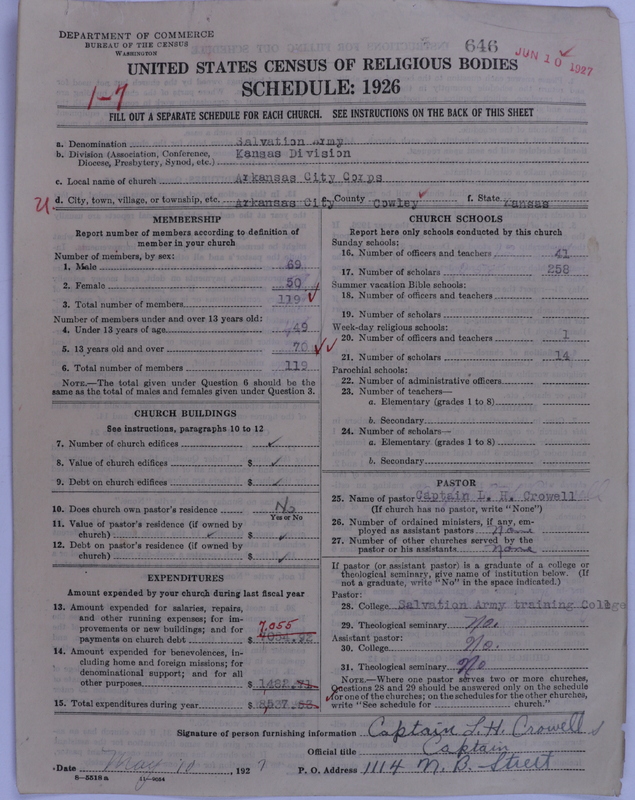 DEPARTMENT OF COMMERCE
BUREAU OF THE CENSUS
WASHINGTON
646
JUN 10 1927
UNITED STATES CENSUS OF RELIGIOUS BODIES
SCHEDULE: 1926
1-7
FILL OUT A SEPARATE SCHEDULE FOR EACH CHURCH. SEE INSTRUCTIONS ON THE BACK OF THIS SHEET
a. Denomination Salvation Army
b. Division (Association, Conference, Diocese, Presbytery, Synod, etc.) Kansas Division
c. Local name of church Arkansas City Corps
U d. City, town, village, or township, etc. Arkansas City e. County Cowley f. State Kansas
MEMBERSHIP
Report number of members according to definition of
member in your church
Number of members, by sex:
1. Male 69
2. Female 50
3. Total number of members 119
Number of members under and over 13 years old:
4. Under 13 years of age 49
5. 13 years old and over 70
6. Total number of members 119
NOTE.—The total given under Question 6 should be the
same as the total of males and females given under Question 3.
CHURCH BUILDINGS
See instructions, paragraphs 10 to 12
7. Number of church edifices ✓
8. Value of church edifices $ ✓
9. Debt on church edifices $ ✓
10. Does church own pastor's residence No
Yes or No
11. Value of pastor's residence (if owned by
church) ✓ $ ✓
12. Debt on pastor's residence (if owned by
church) $ ✓
EXPENDITURES
Amount expended by your church during last fiscal year
13. Amount expended for salaries, repairs,
and other running expenses; for im-
provements or new buildings; and for
payments on church debt $ 7,055
14. Amount expended for benevolences, in-
cluding home and foreign missions; for
denominational support; and for all
other purposes $
15. Total expenditures during year $
CHURCH SCHOOLS
Report here only schools conducted by this church
Sunday schools:
16. Number of officers and teachers 41
17. Number of scholars 258
Summer vacation Bible schools:
18. Number of officers and teachers
19. Number of scholars
Week-day religious schools:
20. Number of officers and teachers 1
21. Number of scholars 14
Parochial schools:
22. Number of administrative officers
23. Number of teachers—
a. Elementary (grades 1 to 8)
b. Secondary
24. Number of scholars—
a. Elementary (grades 1 to 8)
b. Secondary
PASTOR
25. Name of pastor Captain L. H. Crowell
(If church has no pastor, write "None")
26. Number of ordained ministers, if any, em-
ployed as assistant pastors None
27. Number of other churches served by the
pastor or his assistants None
If pastor (or assistant pastor) is a graduate of a college or
theological seminary, give name of institution below. (If
not a graduate, write "No" in the space indicated.)
Pastor:
28. College Salvation Army training College
29. Theological seminary No.
Assistant pastor:
30. College No.
31. Theological seminary No
NOTE.—Where one pastor serves two or more churches,
Questions 28 and 29 should be answered only on the schedule
for one of the churches; on the schedules for the other churches,
write "See schedule for church."
Signature of person furnishing information Captain L. H. Crowell
Official title Captain
Date May 10, 1927 P. O. Address 1114 N. B. Street
8—5518a 11—9034